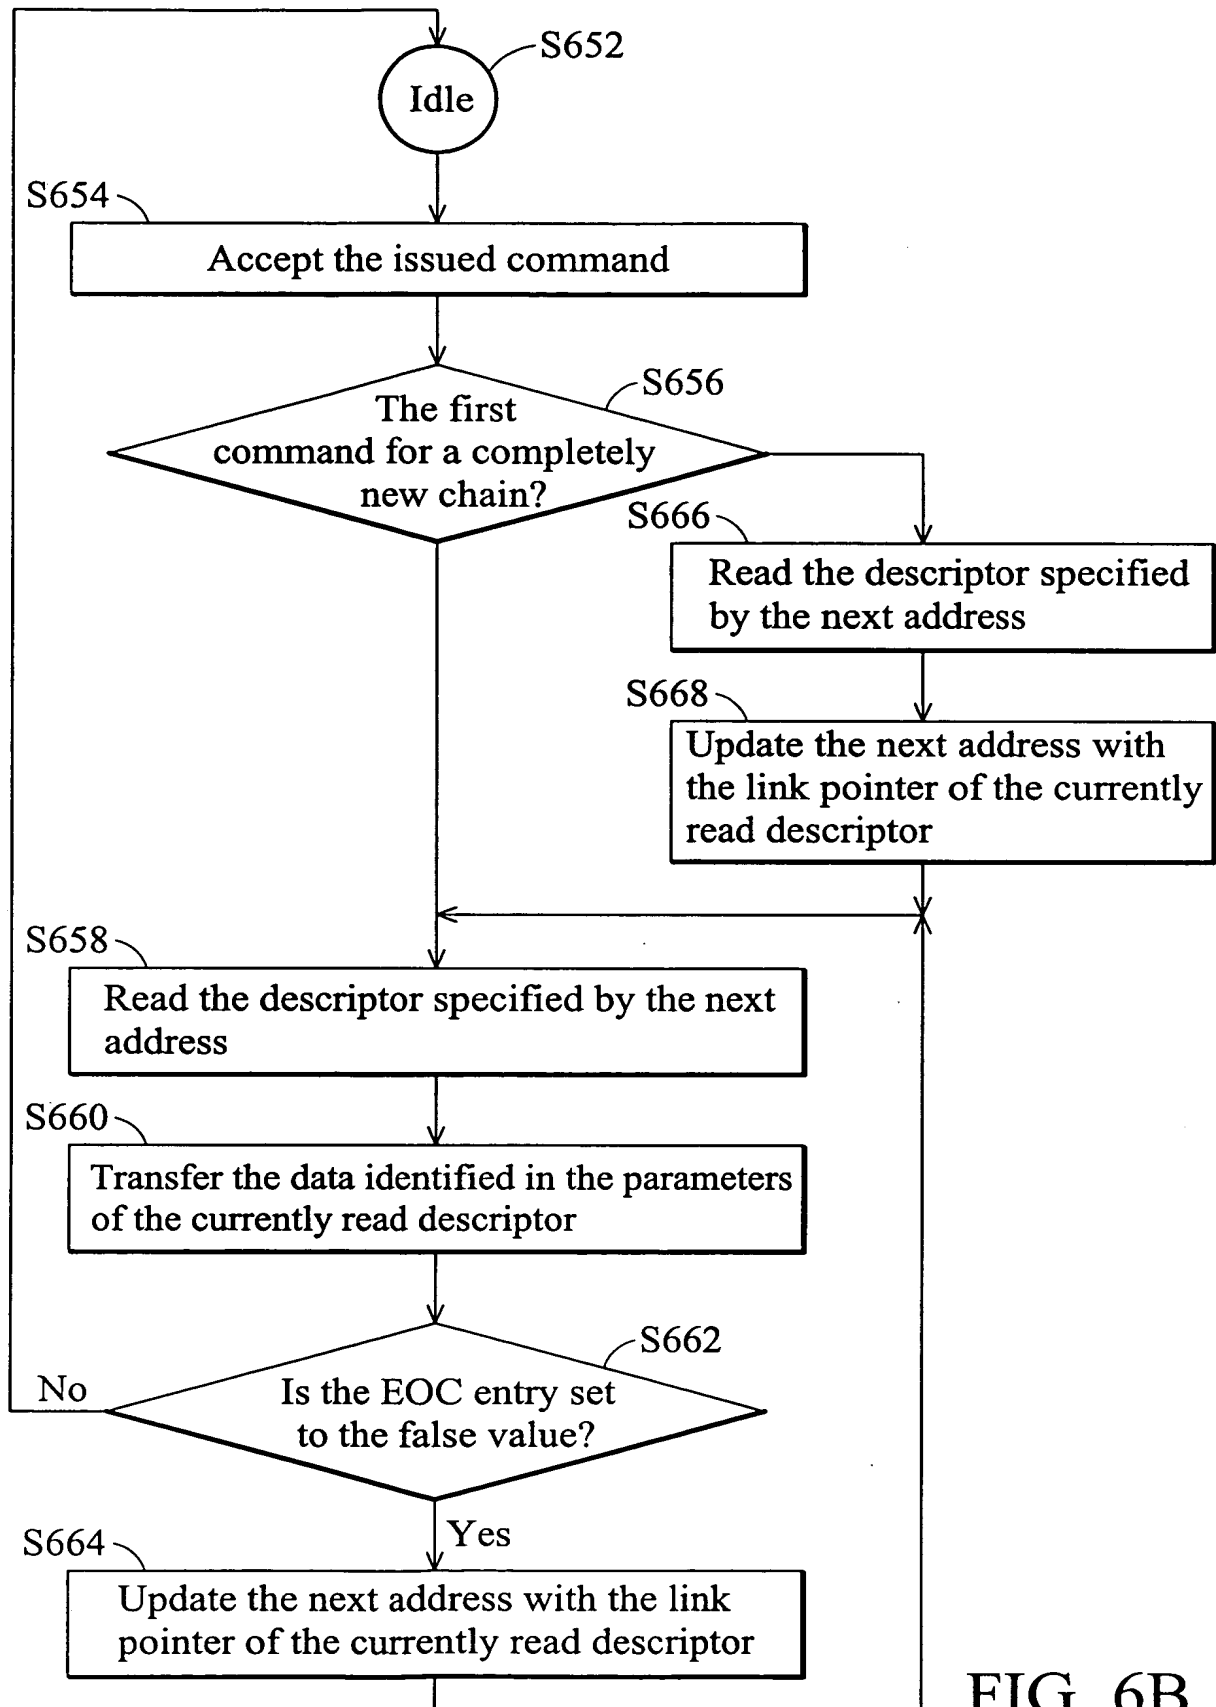 S652
Idle
S654
Accept the issued command
S656
The first
command for a completely
new chain?
S666
Read the descriptor specified
by the next address
S668
Update the next address with
the link pointer of the currently
read descriptor
S658
Read the descriptor specified by the next
address
S660
Transfer the data identified in the parameters
of the currently read descriptor
S662
No
Is the EOC entry set
to the false value?
Yes
S664
Update the next address with the link
pointer of the currently read descriptor
FIG. 6B